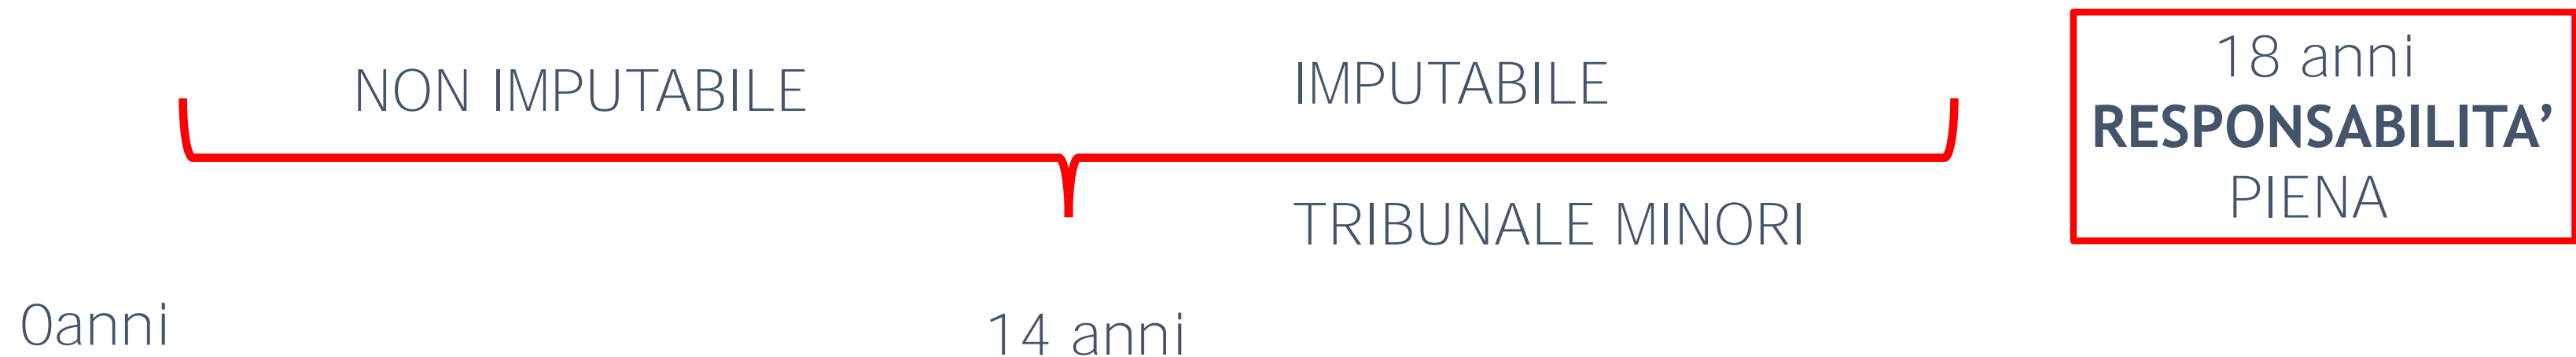 NON IMPUTABILE
IMPUTABILE
TRIBUNALE MINORI
18 anni
RESPONSABILITA’
PIENA
0anni
14 anni